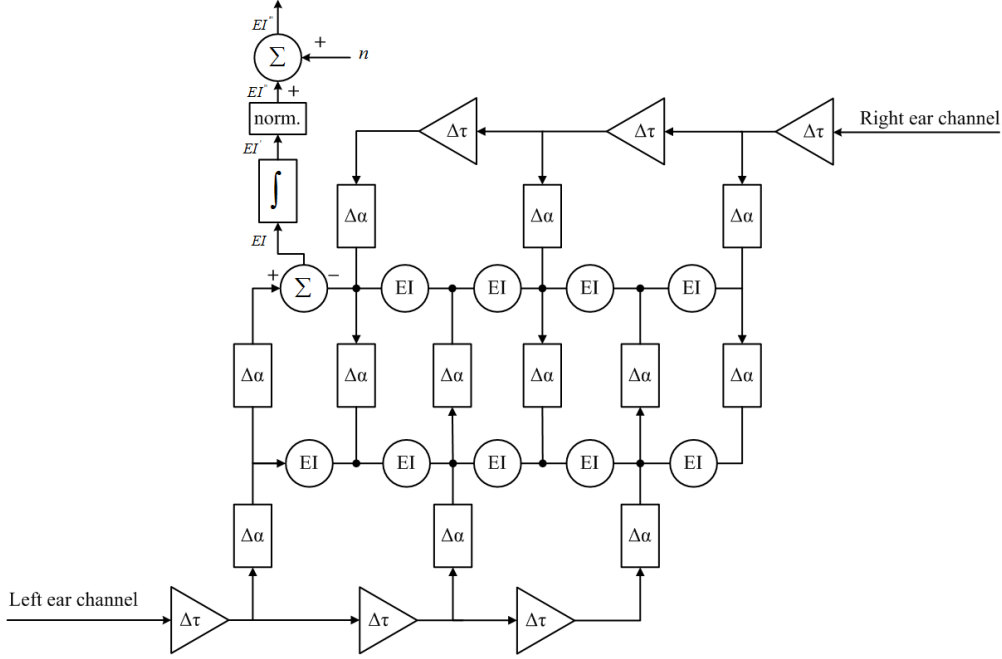 EI'''
Σ + n
EI'' +
norm.
Δτ Δτ Δτ Right ear channel
EI'
∫
Δα Δα Δα
EI
+ Σ − EI EI EI EI
Δα Δα Δα Δα Δα Δα
EI EI EI EI EI
Δα Δα Δα
Left ear channel Δτ Δτ Δτ